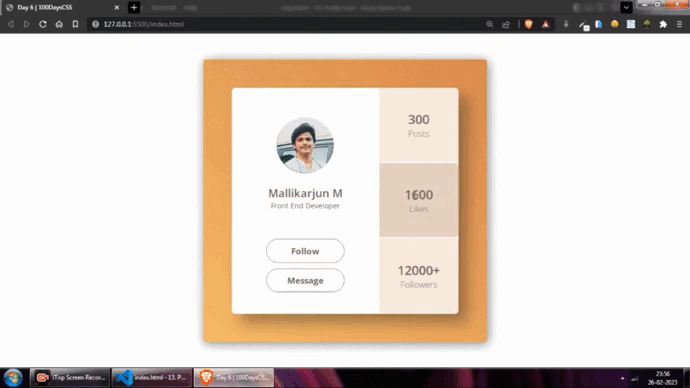 Day 6 | 100DaysCSS
127.0.0.1:5500/index.html
300
Posts
Mallikarjun M
Front End Developer
1600
Likes
Follow
Message
12000+
Followers
iTop Screen Recor...
index.html - 13. P...
Day 6 | 100DaysCS...
23:56
26-02-2023